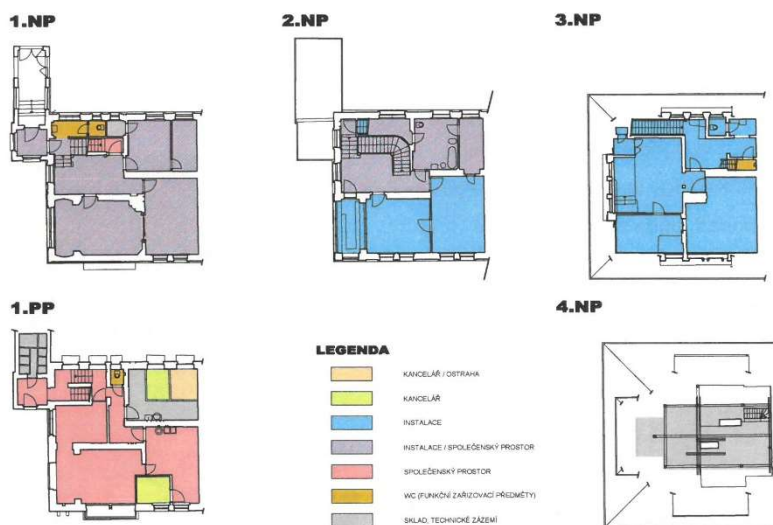 1.NP
2.NP
3.NP
1.PP
4.NP
LEGENDA
KANCELÁŘ / OSTRAHA
KANCELÁŘ
INSTALACE
INSTALACE / SPOLEČENSKÝ PROSTOR
SPOLEČENSKÝ PROSTOR
WC (FUNKČNÍ ZAŘIZOVACÍ PŘEDMĚTY)
SKLAD, TECHNICKÉ ZÁZEMÍ